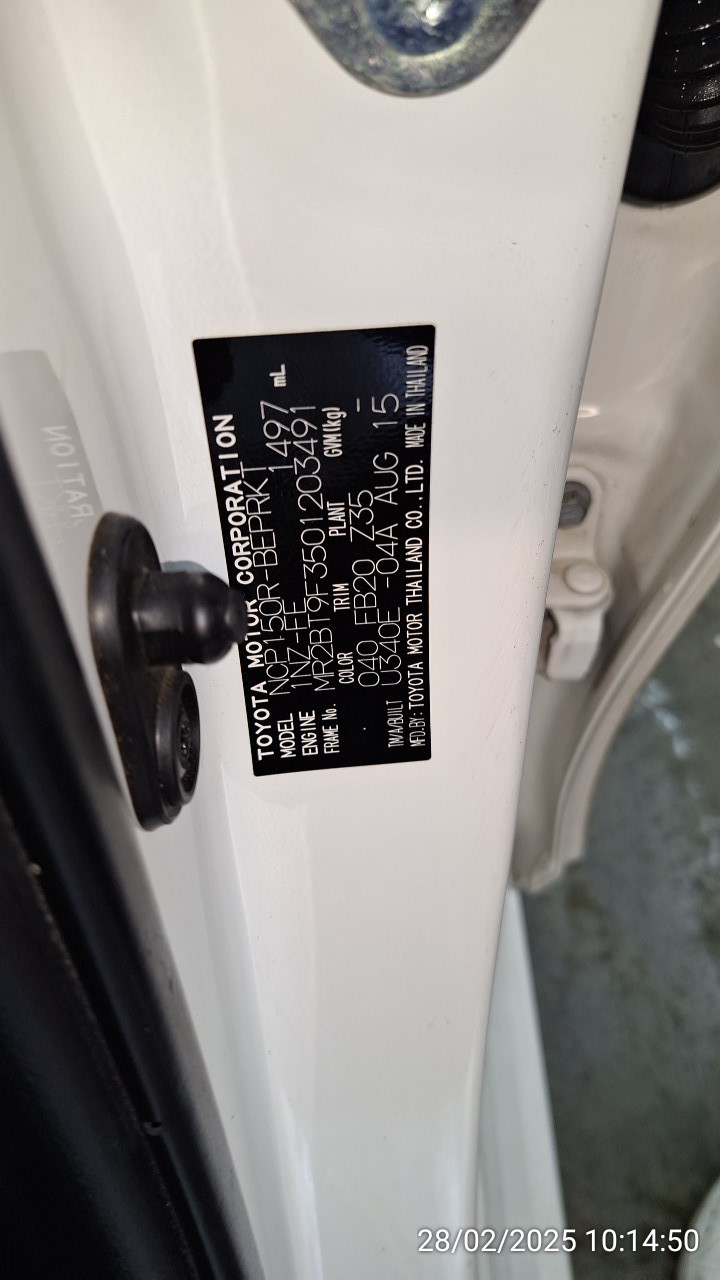 TOYOTA MOTOR CORPORATION
MODEL NCP150R-BEPRKT
ENGINE 1NZ-FE 1497 mL
FRAME No. MR2BT9F3501203491
COLOR TRIM PLANT GVM(kg)
040 FB20 Z35 —
T/M/A/BUILT U340E -04A AUG 15
MFD.BY: TOYOTA MOTOR THAILAND CO.,LTD. MADE IN THAILAND
28/02/2025 10:14:50